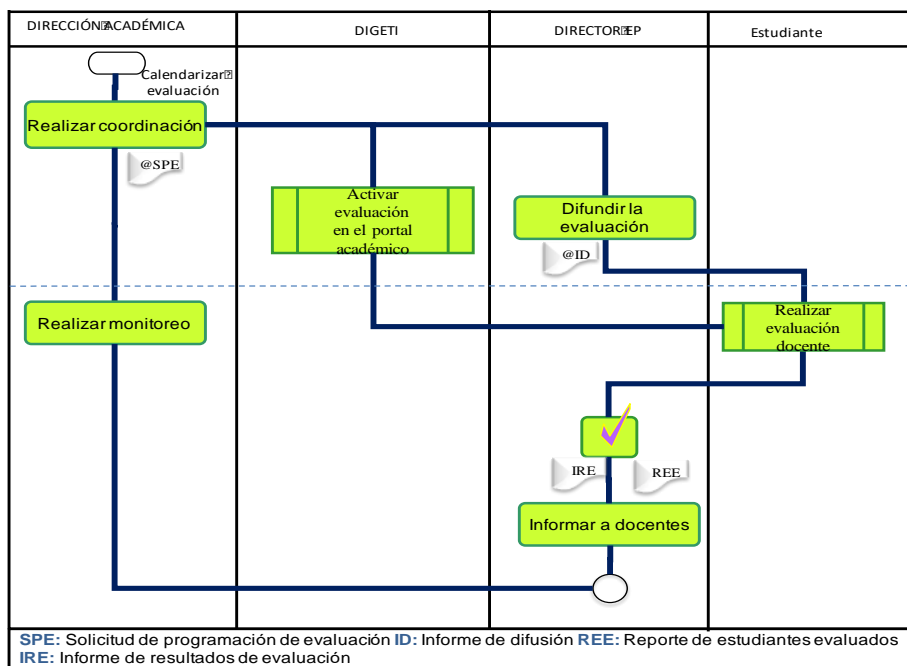 DIRECCIÓN ACADÉMICA
DIGETI
DIRECTOR EP
Estudiante
Calendarizar
evaluación
Realizar coordinación
@SPE
Activar
evaluación
en el portal
académico
Difundir la
evaluación
@ID
Realizar monitoreo
Realizar
evaluación
docente
IRE
REE
Informar a docentes
SPE: Solicitud de programación de evaluación ID: Informe de difusión REE: Reporte de estudiantes evaluados
IRE: Informe de resultados de evaluación